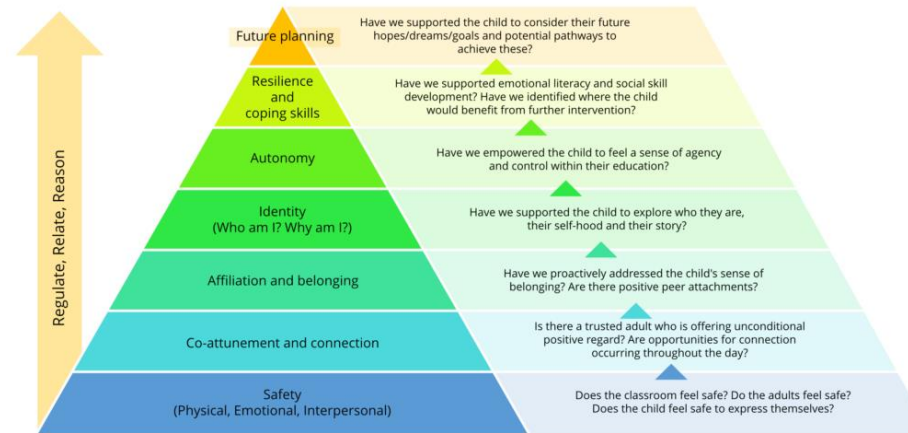 Regulate, Relate, Reason
Future planning
Have we supported the child to consider their future
hopes/dreams/goals and potential pathways to
achieve these?
Resilience
and
coping skills
Have we supported emotional literacy and social skill
development? Have we identified where the child
would benefit from further intervention?
Autonomy
Have we empowered the child to feel a sense of agency
and control within their education?
Identity
(Who am I? Why am I?)
Have we supported the child to explore who they are,
their self-hood and their story?
Affiliation and belonging
Have we proactively addressed the child's sense of
belonging? Are there positive peer attachments?
Co-attunement and connection
Is there a trusted adult who is offering unconditional
positive regard? Are opportunities for connection
occurring throughout the day?
Safety
(Physical, Emotional, Interpersonal)
Does the classroom feel safe? Do the adults feel safe?
Does the child feel safe to express themselves?